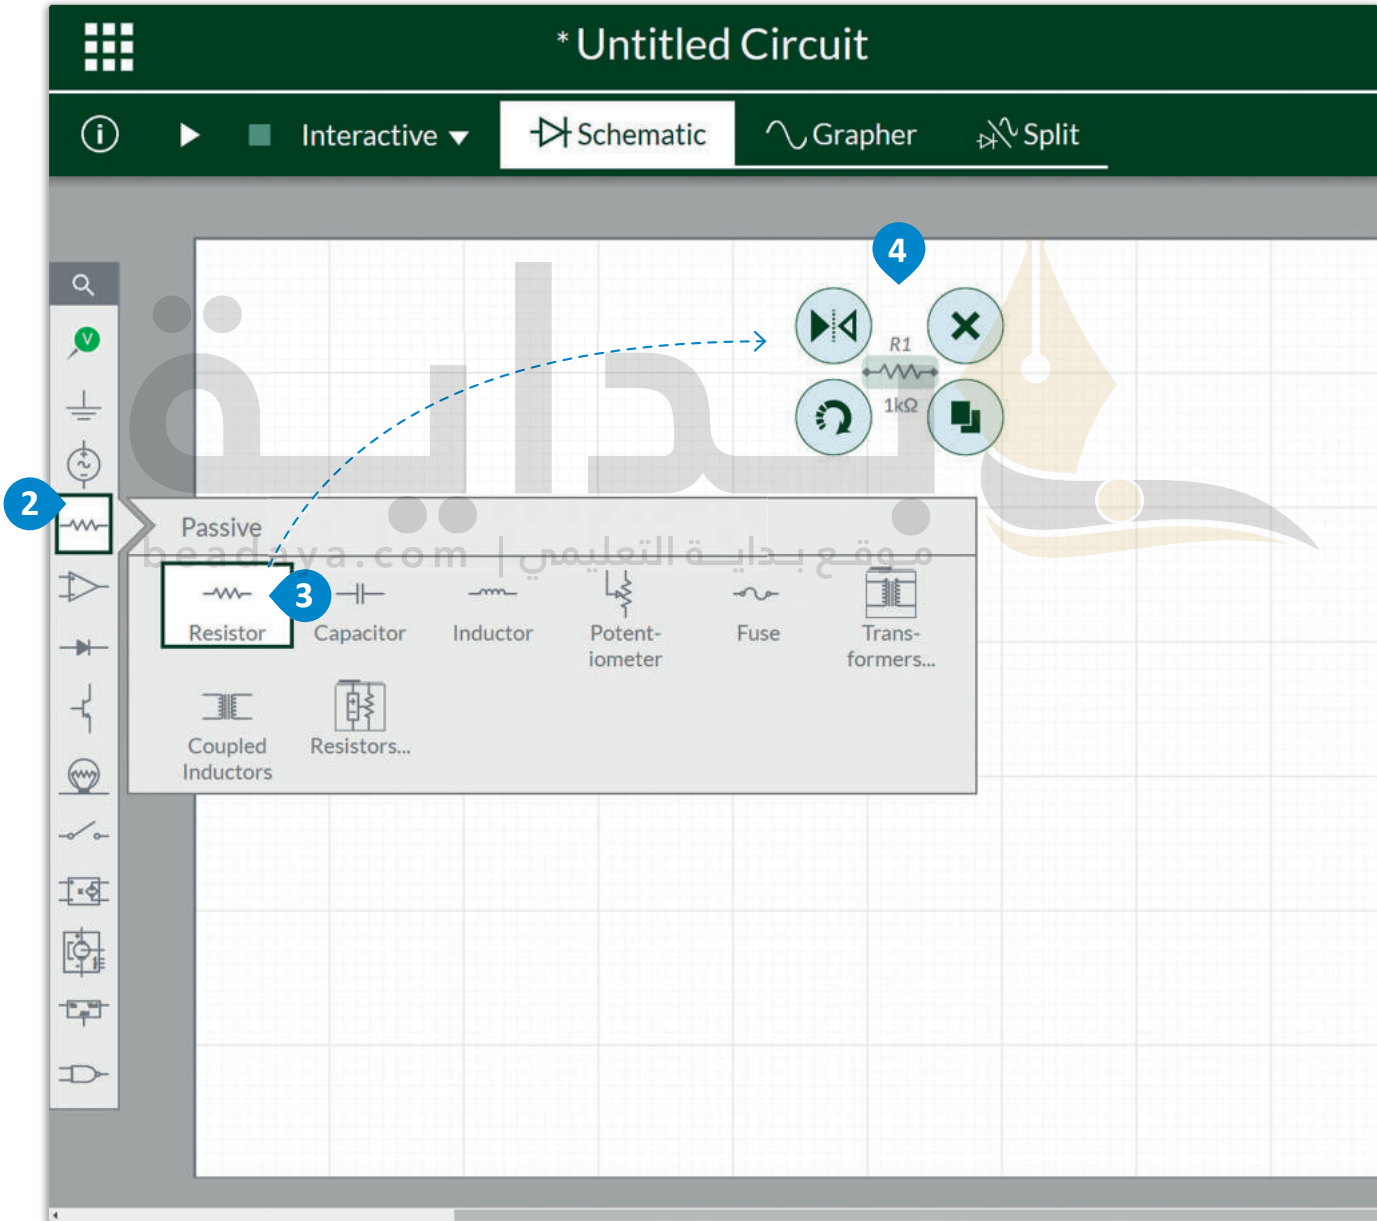 * Untitled Circuit
i
Interactive
Schematic
Grapher
Split
4
V
R1
1kΩ
بداية
2
Passive
beadaya.com | موقع بداية التعليمي
3
Resistor
Capacitor
Inductor
Potent-
iometer
Fuse
Trans-
formers...
Coupled
Inductors
Resistors...